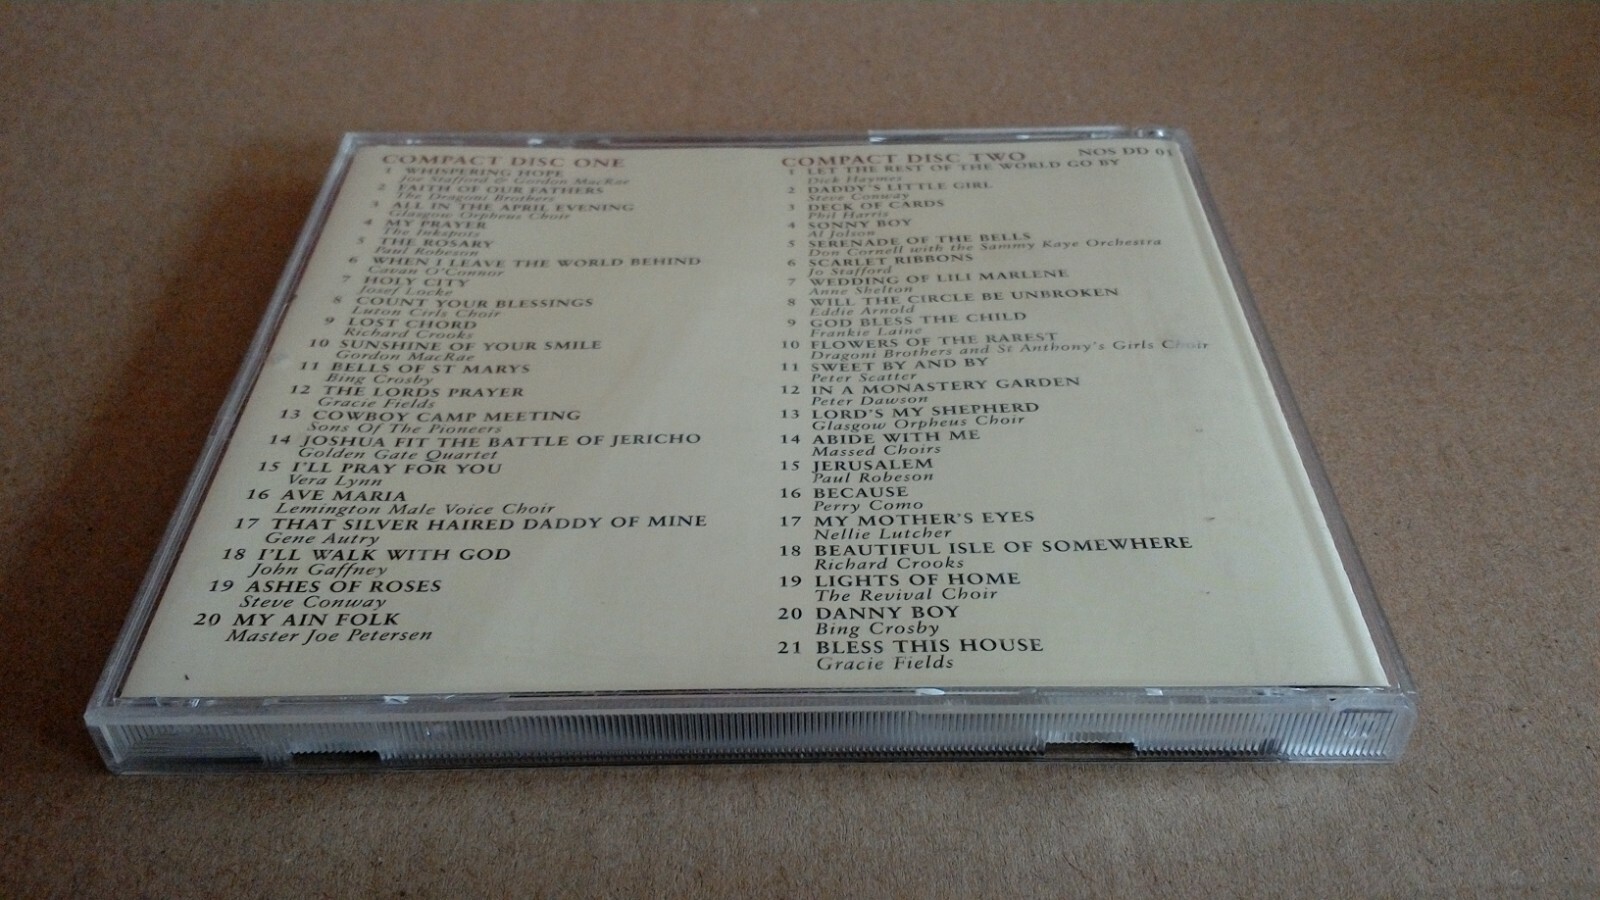 COMPACT DISC ONE
1 WHISPERING HOPE
Joe Stafford & Gordon MacRae
2 FAITH OF OUR FATHERS
The Dragoni Brothers
3 ALL IN THE APRIL EVENING
Glasgow Orpheus Choir
4 MY PRAYER
The Inkspots
5 THE ROSARY
Paul Robeson
6 WHEN I LEAVE THE WORLD BEHIND
Cavan O'Connor
7 HOLY CITY
Josef Locke
8 COUNT YOUR BLESSINGS
Luton Girls Choir
9 LOST CHORD
Richard Crooks
10 SUNSHINE OF YOUR SMILE
Gordon MacRae
11 BELLS OF ST MARYS
Bing Crosby
12 THE LORDS PRAYER
Gracie Fields
13 COWBOY CAMP MEETING
Sons Of The Pioneers
14 JOSHUA FIT THE BATTLE OF JERICHO
Golden Gate Quartet
15 I'LL PRAY FOR YOU
Vera Lynn
16 AVE MARIA
Lemington Male Voice Choir
17 THAT SILVER HAIRED DADDY OF MINE
Gene Autry
18 I'LL WALK WITH GOD
John Gaffney
19 ASHES OF ROSES
Steve Conway
20 MY AIN FOLK
Master Joe Petersen
COMPACT DISC TWO
NOS DD 01
1 LET THE REST OF THE WORLD GO BY
Dick Haymes
2 DADDY'S LITTLE GIRL
Steve Conway
3 DECK OF CARDS
Phil Harris
4 SONNY BOY
Al Jolson
5 SERENADE OF THE BELLS
Don Cornell with the Sammy Kaye Orchestra
6 SCARLET RIBBONS
Jo Stafford
7 WEDDING OF LILI MARLENE
Anne Shelton
8 WILL THE CIRCLE BE UNBROKEN
Eddie Arnold
9 GOD BLESS THE CHILD
Frankie Laine
10 FLOWERS OF THE RAREST
Dragoni Brothers and St Anthony's Girls Choir
11 SWEET BY AND BY
Peter Scatter
12 IN A MONASTERY GARDEN
Peter Dawson
13 LORD'S MY SHEPHERD
Glasgow Orpheus Choir
14 ABIDE WITH ME
Massed Choirs
15 JERUSALEM
Paul Robeson
16 BECAUSE
Perry Como
17 MY MOTHER'S EYES
Nellie Lutcher
18 BEAUTIFUL ISLE OF SOMEWHERE
Richard Crooks
19 LIGHTS OF HOME
The Revival Choir
20 DANNY BOY
Bing Crosby
21 BLESS THIS HOUSE
Gracie Fields